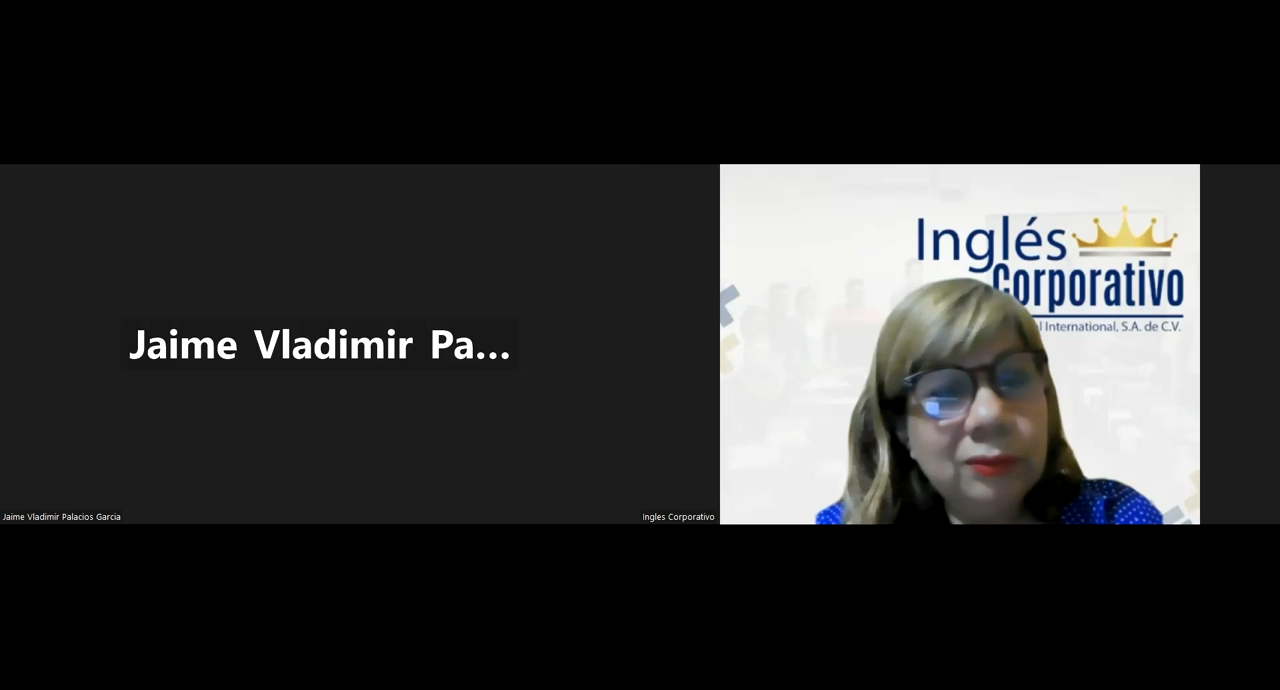 Jaime Vladimir Pa...
Jaime Vladimir Palacios Garcia
Inglés
Corporativo
International, S.A. de C.V.
Ingles Corporativo